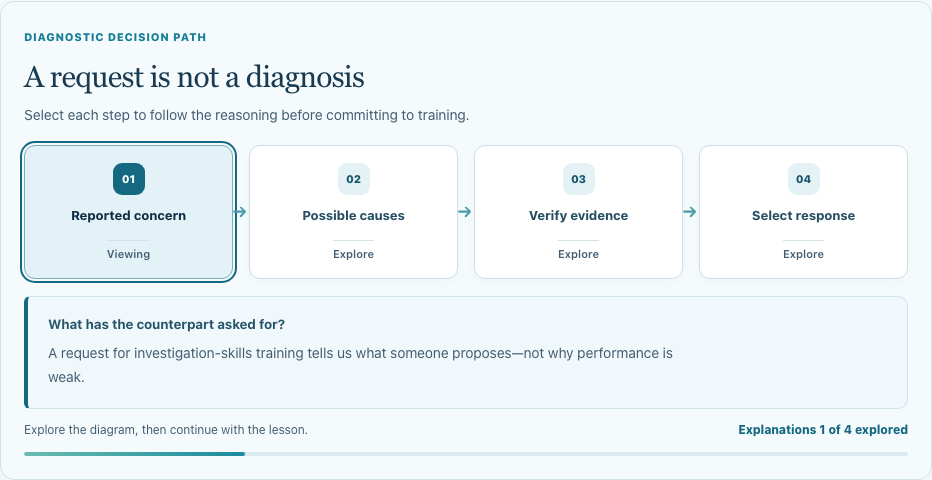 DIAGNOSTIC DECISION PATH
A request is not a diagnosis
Select each step to follow the reasoning before committing to training.
01
Reported concern
Viewing
02
Possible causes
Explore
03
Verify evidence
Explore
04
Select response
Explore
What has the counterpart asked for?
A request for investigation-skills training tells us what someone proposes—not why performance is
weak.
Explore the diagram, then continue with the lesson.
Explanations 1 of 4 explored